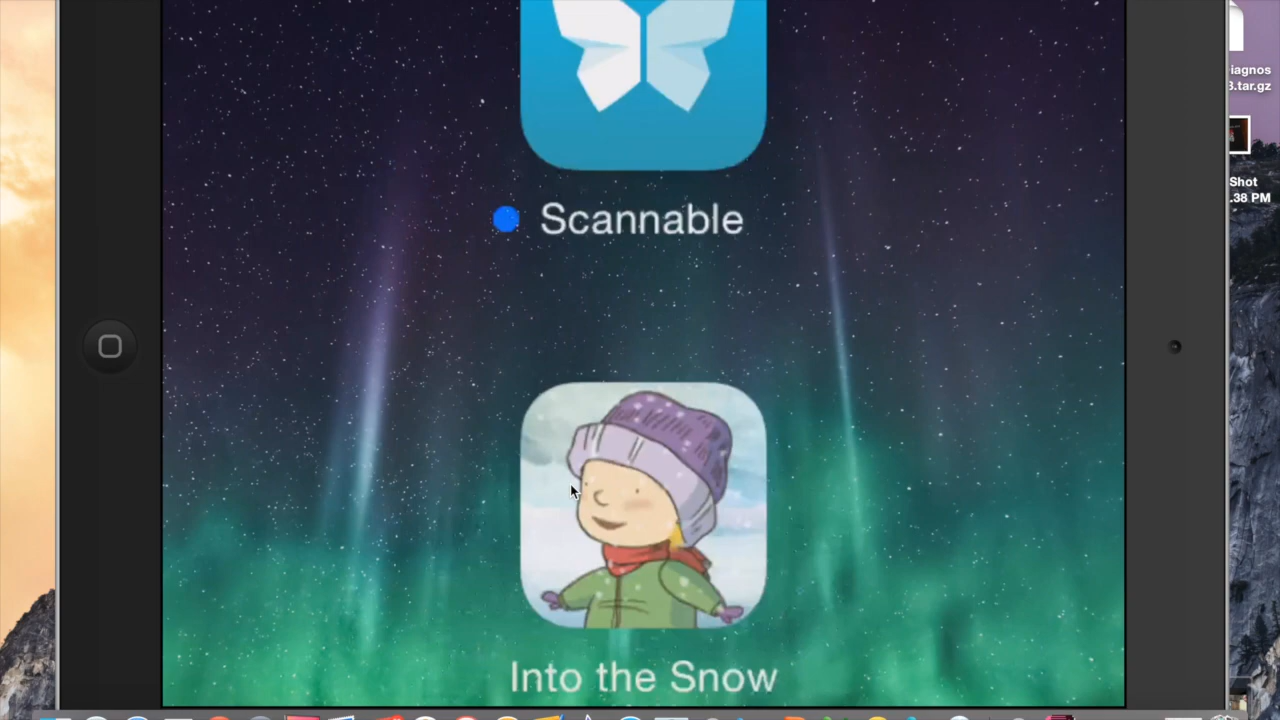 iagnos
.tar.gz
Shot
.38 PM
Scannable
Into the Snow